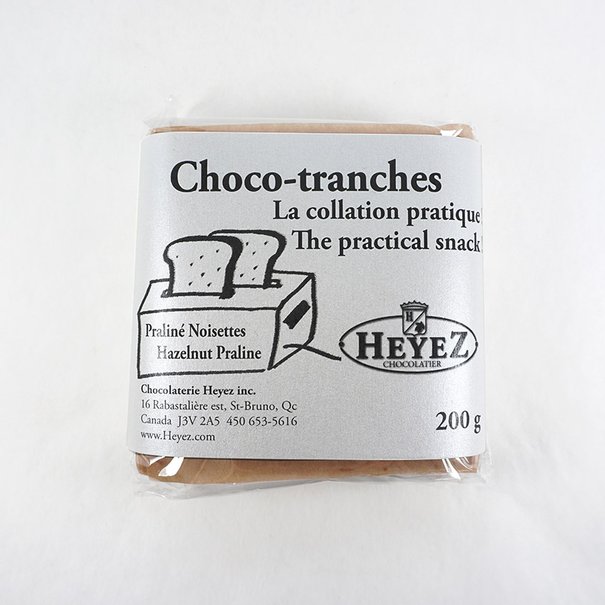 Choco-tranches
La collation pratique!
The practical snack!
Praliné Noisettes
Hazelnut Praline
H
HEYEZ
CHOCOLATIER
Chocolaterie Heyez inc.
16 Rabastalière est, St-Bruno, Qc
Canada J3V 2A5 450 653-5616
www.Heyez.com
200 g